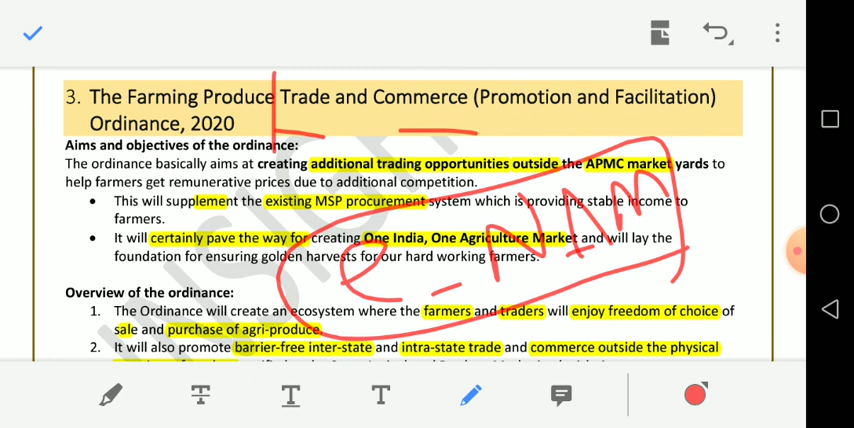 3. The Farming Produce Trade and Commerce (Promotion and Facilitation)
Ordinance, 2020
Aims and objectives of the ordinance:
The ordinance basically aims at creating additional trading opportunities outside the APMC market yards to
help farmers get remunerative prices due to additional competition.
• This will supplement the existing MSP procurement system which is providing stable income to
farmers.
• It will certainly pave the way for creating One India, One Agriculture Market and will lay the
foundation for ensuring golden harvests for our hard working farmers.
e-NAM
Overview of the ordinance:
1. The Ordinance will create an ecosystem where the farmers and traders will enjoy freedom of choice of
sale and purchase of agri-produce.
2. It will also promote barrier-free inter-state and intra-state trade and commerce outside the physical